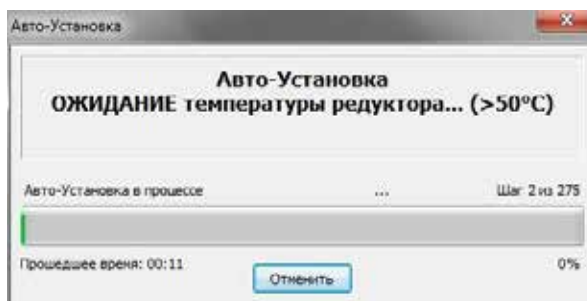 Авто-Установка
Авто-Установка
ОЖИДАНИЕ температуры редуктора... (>50°C)
Авто-Установка в процессе ... Шаг 2 из 275
Прошедшее время: 00:11 0%
Отменить